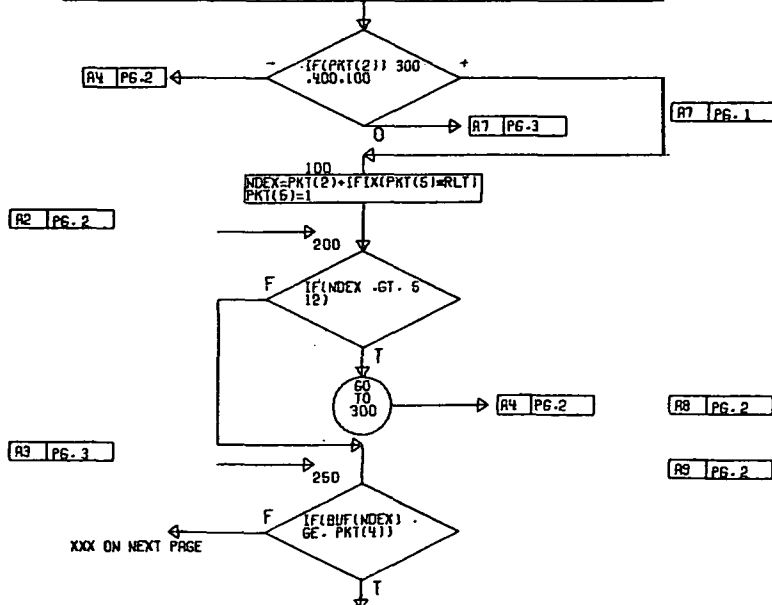 - +
IF(PKT(2)) 300
,400,100
A4 PG.2
A7 PG.1
0
A7 PG.3
100
NDEX=PKT(2)+IFIX(PKT(5)*RLT)
PKT(6)=1
A2 PG.2
200
F
IF(NDEX .GT. 5
12)
T
GO
TO
300
A4 PG.2
A8 PG.2
A3 PG.3
250
A9 PG.2
F
IF(BUF(NDEX) .
GE. PKT(4))
XXX ON NEXT PAGE
T